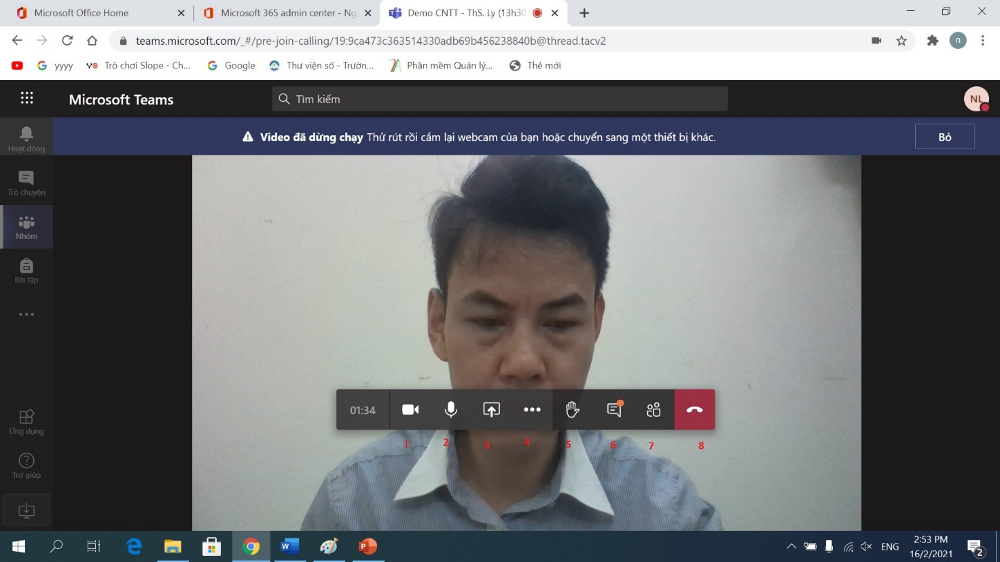 Microsoft Office Home
Microsoft 365 admin center - Ng
Demo CNTT - ThS. Ly (13h30
teams.microsoft.com/_#/pre-join-calling/19:9ca473c363514330adb69b456238840b@thread.tacv2
n
yyyy
Trò chơi Slope - Ch...
Google
Thư viện số - Trườn...
Phần mềm Quản lý...
Thẻ mới
Microsoft Teams
Tìm kiếm
NL
Hoạt động
Video đã dừng chạy Thử rút rồi cắm lại webcam của bạn hoặc chuyển sang một thiết bị khác.
Bỏ
Trò chuyện
Nhóm
Bài tập
01:34
1 2 3 4 5 6 7 8
Ứng dụng
Trợ giúp
ENG
2:53 PM
16/2/2021
2